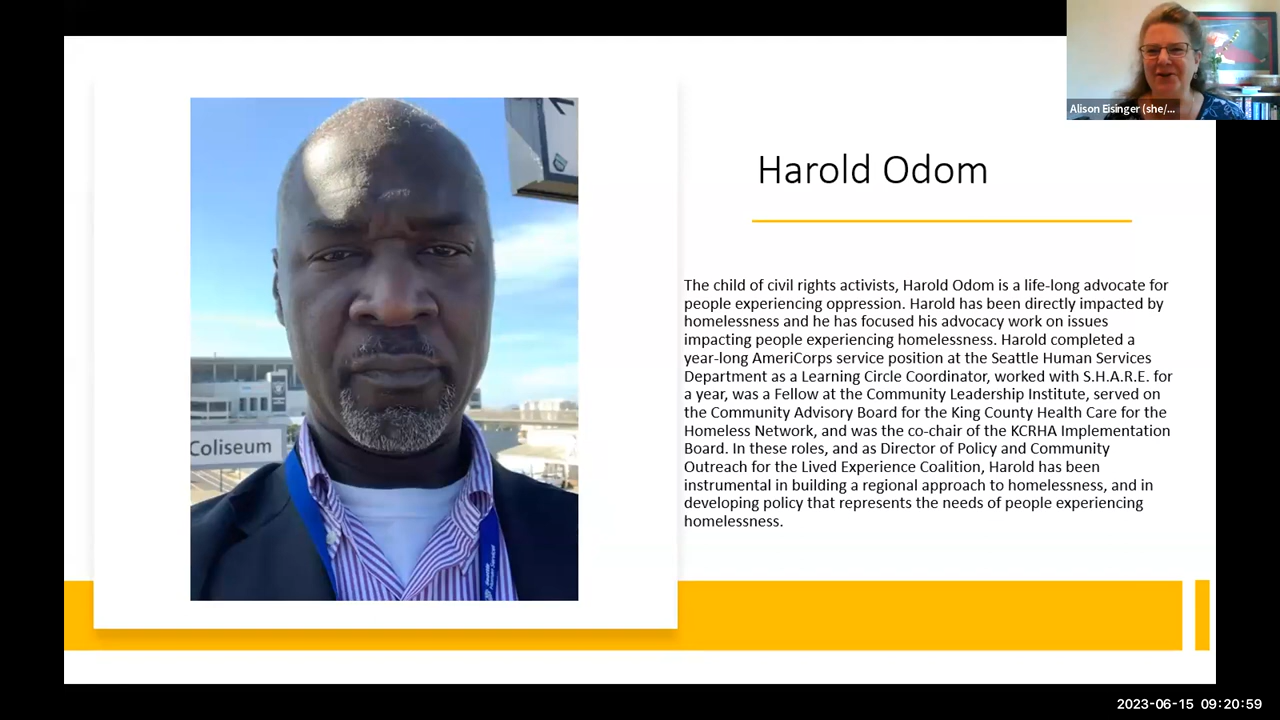 Alison Eisinger (she/...
Harold Odom
The child of civil rights activists, Harold Odom is a life-long advocate for
people experiencing oppression. Harold has been directly impacted by
homelessness and he has focused his advocacy work on issues
impacting people experiencing homelessness. Harold completed a
year-long AmeriCorps service position at the Seattle Human Services
Department as a Learning Circle Coordinator, worked with S.H.A.R.E. for
a year, was a Fellow at the Community Leadership Institute, served on
the Community Advisory Board for the King County Health Care for the
Homeless Network, and was the co-chair of the KCRHA Implementation
Board. In these roles, and as Director of Policy and Community
Outreach for the Lived Experience Coalition, Harold has been
instrumental in building a regional approach to homelessness, and in
developing policy that represents the needs of people experiencing
homelessness.
Coliseum
2023-06-15 09:20:59